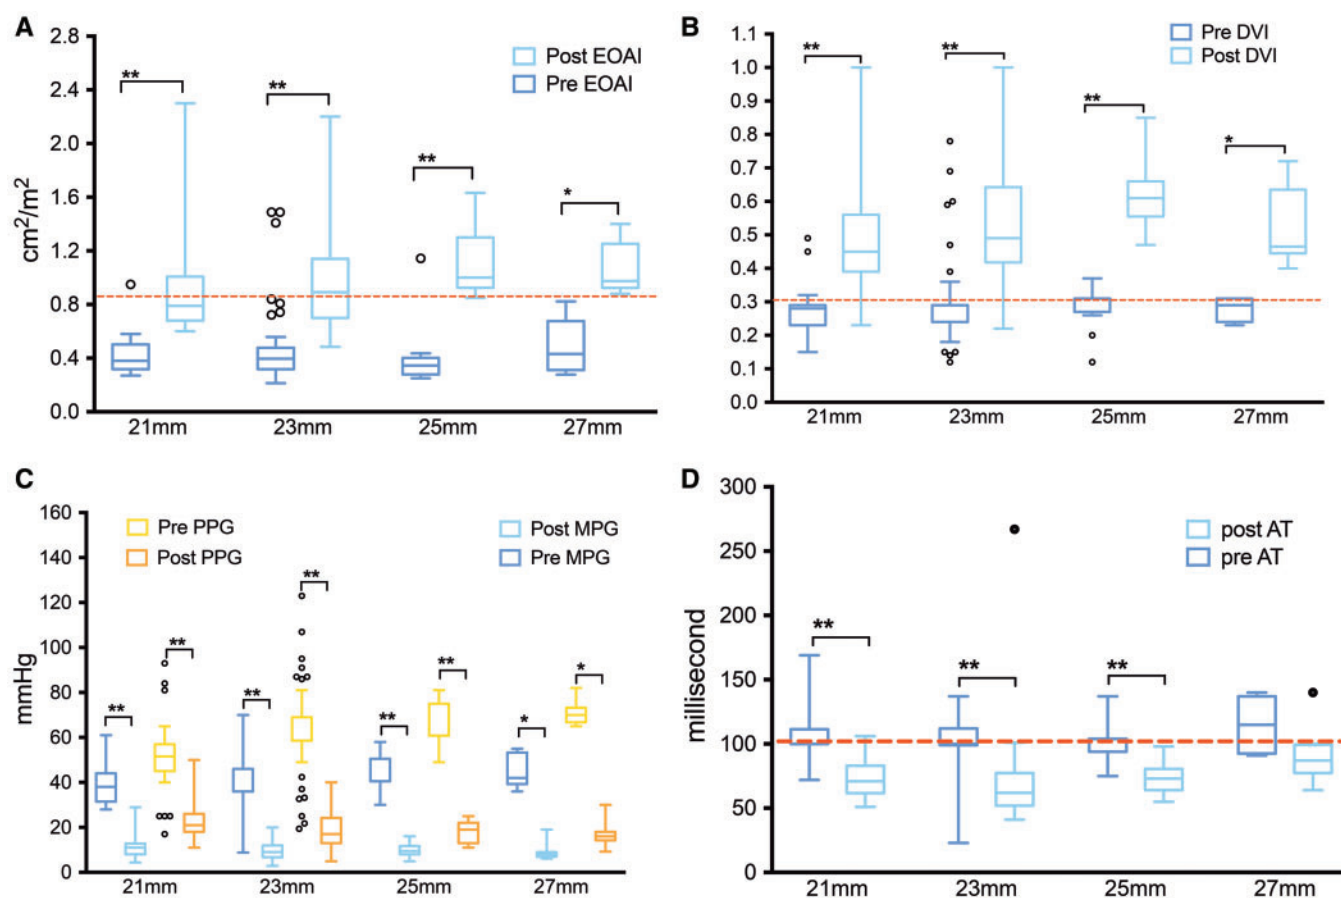 A
2.8
2.4
2.0
1.6
1.2
0.8
0.4
0.0
cm²/m²
Post EOAI
Pre EOAI
**
**
**
*
21mm
23mm
25mm
27mm
B
1.1
1.0
0.9
0.8
0.7
0.6
0.5
0.4
0.3
0.2
0.1
0.0
Pre DVI
Post DVI
**
**
**
*
21mm
23mm
25mm
27mm
C
160
140
120
100
80
60
40
20
0
mmHg
Pre PPG
Post PPG
Post MPG
Pre MPG
**
**
**
**
**
**
*
*
21mm
23mm
25mm
27mm
D
300
250
200
150
100
50
0
millisecond
post AT
pre AT
**
**
**
21mm
23mm
25mm
27mm